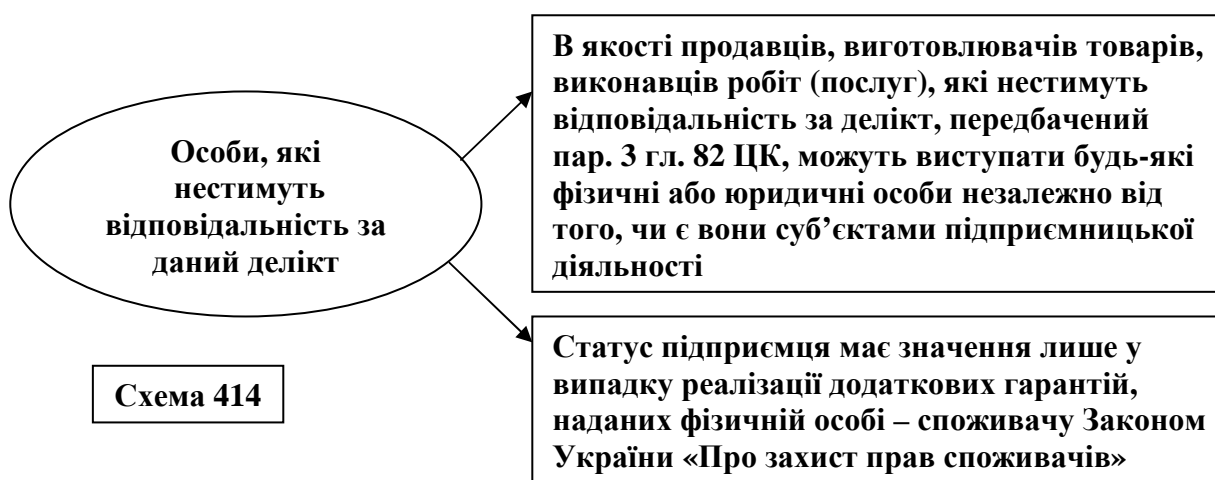 Особи, які
нестимуть
відповідальність за
даний делікт
В якості продавців, виготовлювачів товарів,
виконавців робіт (послуг), які нестимуть
відповідальність за делікт, передбачений
пар. 3 гл. 82 ЦК, можуть виступати будь-які
фізичні або юридичні особи незалежно від
того, чи є вони суб’єктами підприємницької
діяльності
Статус підприємця має значення лише у
випадку реалізації додаткових гарантій,
наданих фізичній особі – споживачу Законом
України «Про захист прав споживачів»
Схема 414